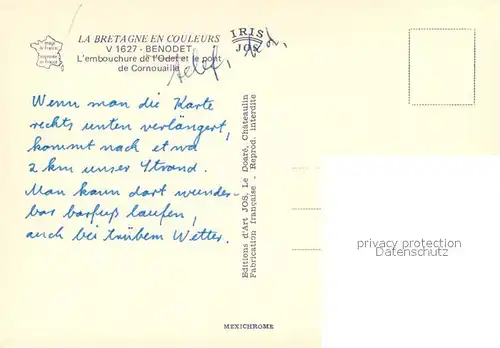 LA BRETAGNE EN COULEURS
V 1627 - BENODET
L'embouchure de l'Odet et le pont
de Cornouaille
IRIS
JOS
Wenn man die Karte
rechts unten verlängert,
kommt nach etwa
2 km unser Strand.
Man kann dort wunder-
bar barfuß laufen,
auch bei trübem Wetter.
Editions d'Art JOS, Le Doaré, Châteaulin
Fabrication française - Reprod. interdite
MEXICHROME
privacy protection
Datenschutz